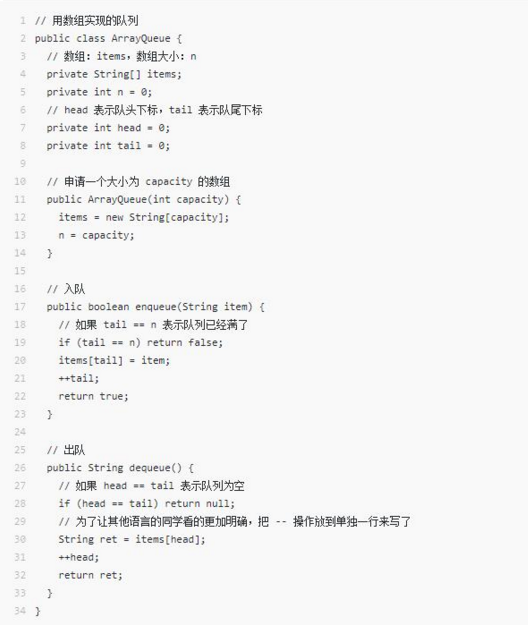 1 // 用数组实现的队列
2 public class ArrayQueue {
3 // 数组：items，数组大小：n
4 private String[] items;
5 private int n = 0;
6 // head 表示队头下标，tail 表示队尾下标
7 private int head = 0;
8 private int tail = 0;
9
10 // 申请一个大小为 capacity 的数组
11 public ArrayQueue(int capacity) {
12 items = new String[capacity];
13 n = capacity;
14 }
15
16 // 入队
17 public boolean enqueue(String item) {
18 // 如果 tail == n 表示队列已经满了
19 if (tail == n) return false;
20 items[tail] = item;
21 ++tail;
22 return true;
23 }
24
25 // 出队
26 public String dequeue() {
27 // 如果 head == tail 表示队列为空
28 if (head == tail) return null;
29 // 为了让其他语言的同学看的更加明确，把 -- 操作放到单独一行来写了
30 String ret = items[head];
31 ++head;
32 return ret;
33 }
34 }